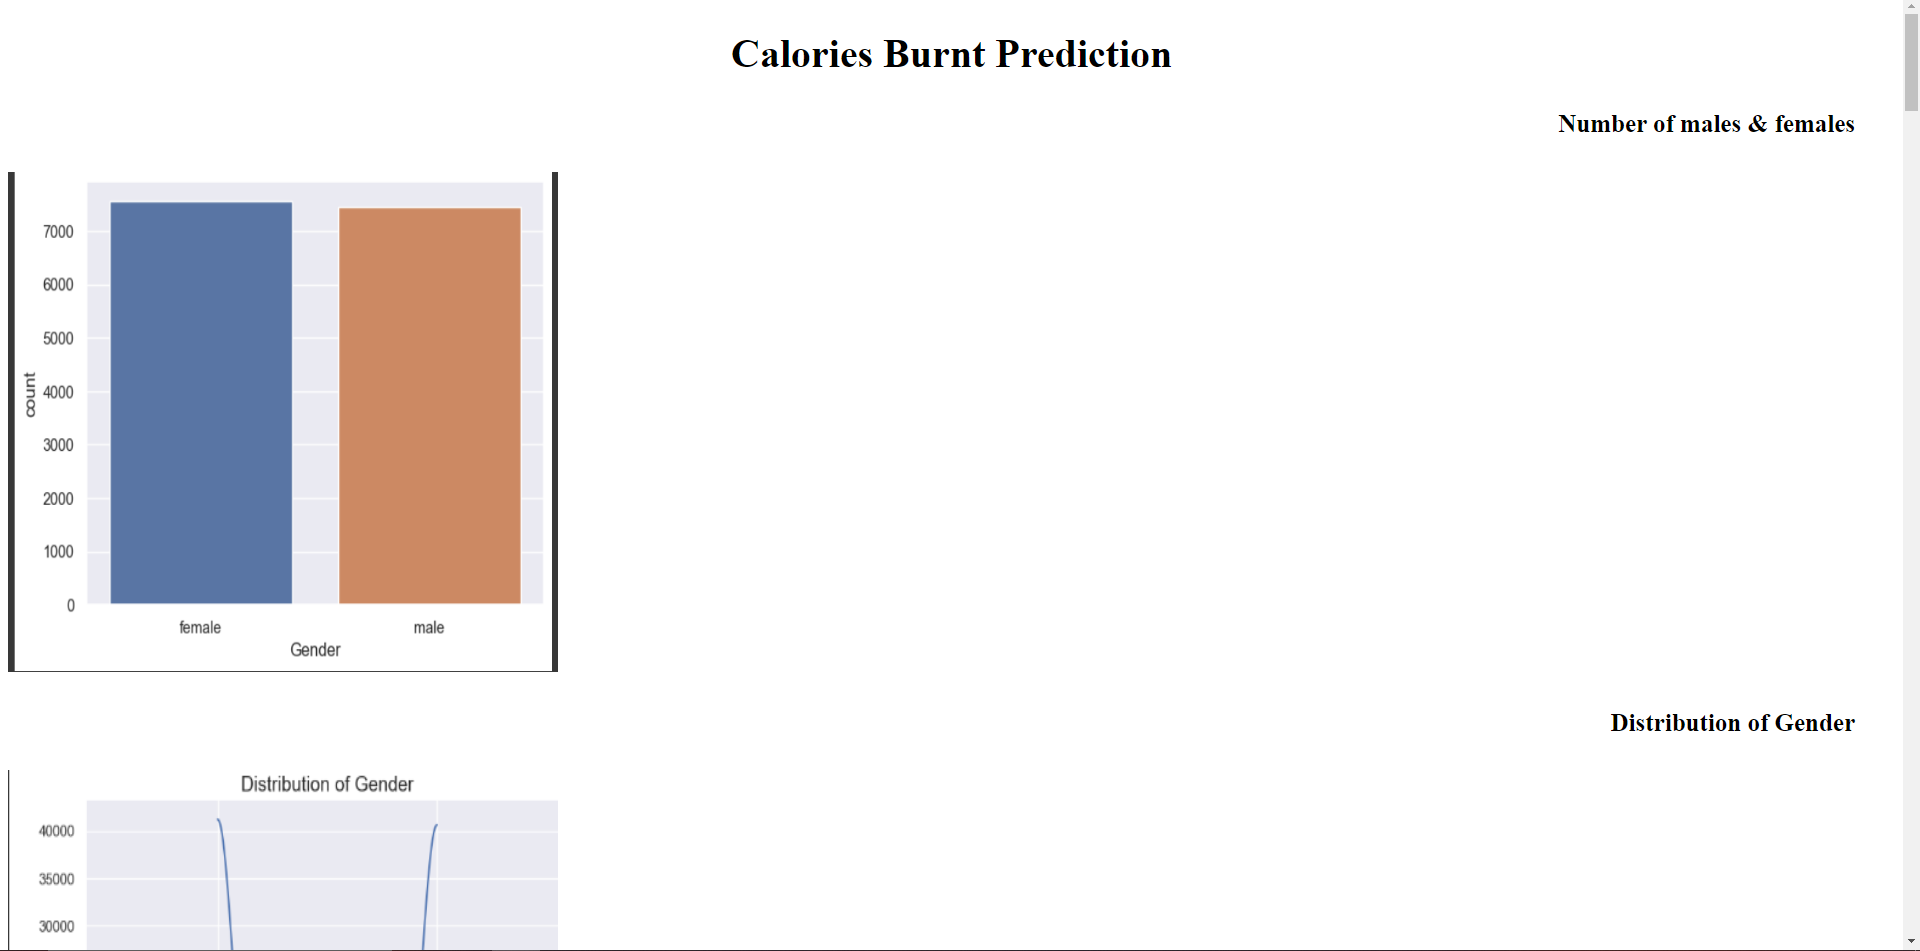 Calories Burnt Prediction
Number of males & females
7000
6000
5000
4000
3000
2000
1000
0
count
female male
Gender
Distribution of Gender
Distribution of Gender
40000
35000
30000